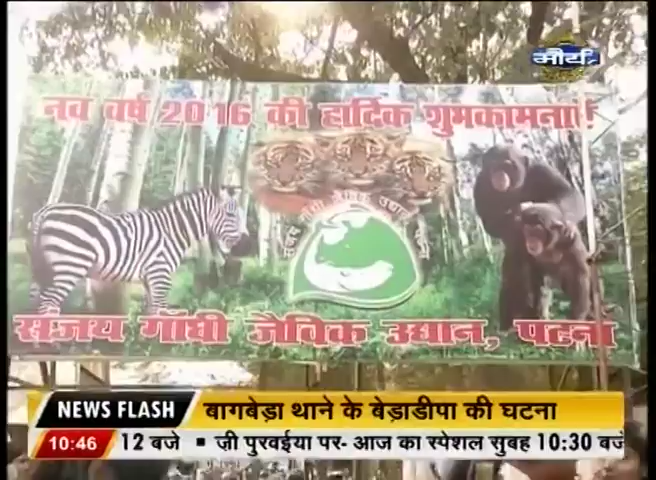 मौर्य
नव वर्ष 2016 की हार्दिक शुभकामनाएं
संजय गाँधी जैविक उद्यान, पटना
NEWS FLASH
बागबेड़ा थाने के बेड़ाडीपा की घटना
10:46
12 बजे ▪ ज़ी पुरवईया पर- आज का स्पेशल सुबह 10:30 बजे